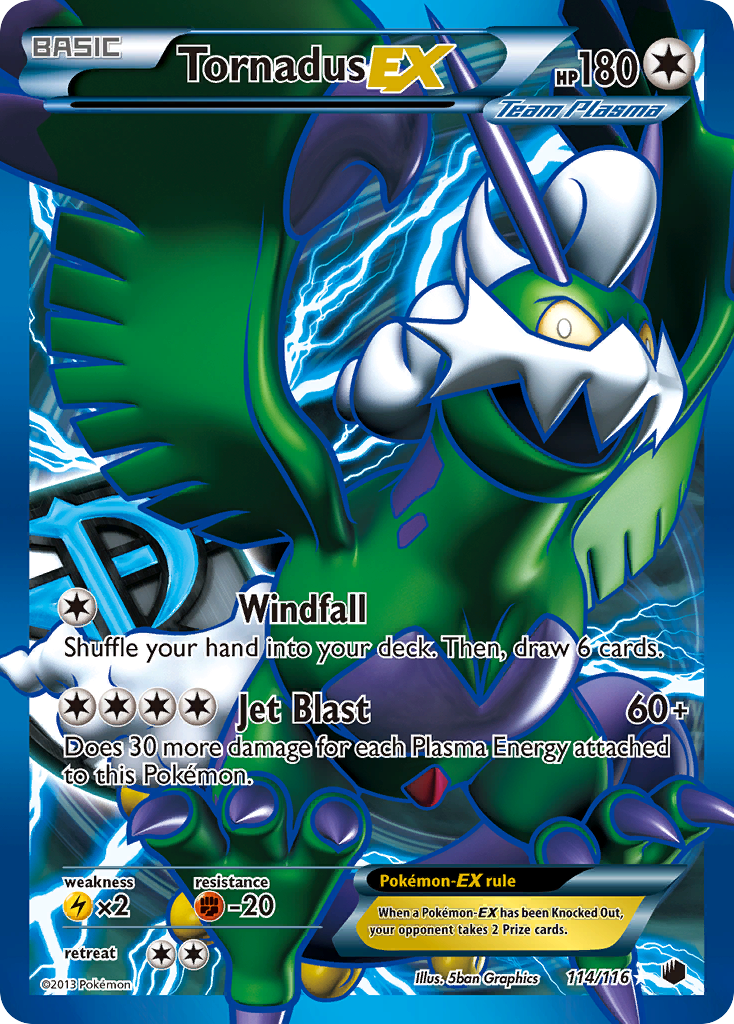 BASIC
Tornadus EX
HP180
Team Plasma
Windfall
Shuffle your hand into your deck. Then, draw 6 cards.
Jet Blast 60+
Does 30 more damage for each Plasma Energy attached
to this Pokémon.
weakness resistance
×2 -20
retreat
Pokémon-EX rule
When a Pokémon-EX has been Knocked Out,
your opponent takes 2 Prize cards.
©2013 Pokémon Illus. 5ban Graphics 114/116